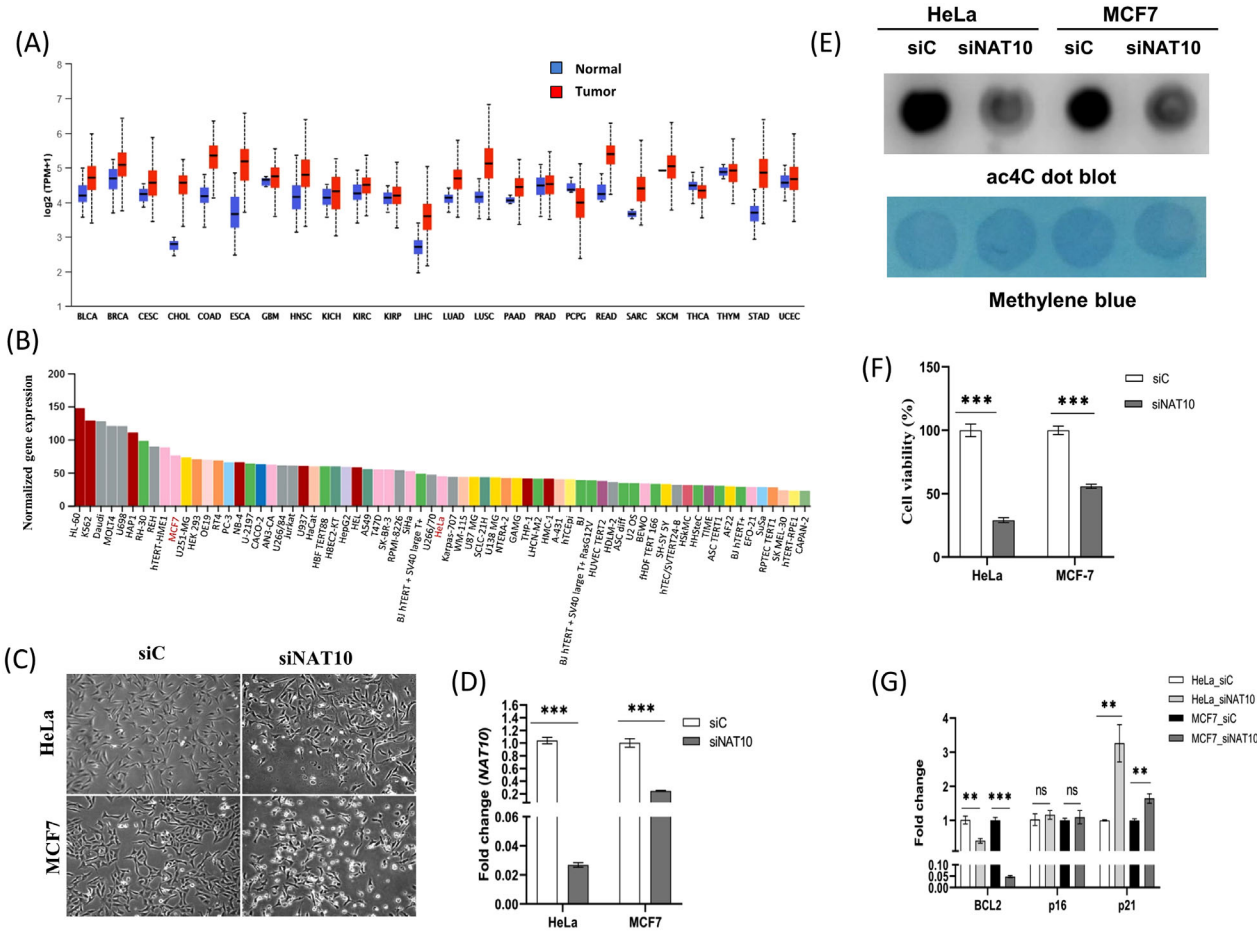 (A)
Normal
Tumor
log2 (TPM+1)
8
7
6
5
4
3
2
1
BLCA BRCA CESC CHOL COAD ESCA GBM HNSC KICH KIRC KIRP LIHC LUAD LUSC PAAD PRAD PCPG READ SARC SKCM THCA THYM STAD UCEC
(B)
Normalized gene expression
200
150
100
50
0
HL-60
K562
Daudi
MOLT4
U698
HAP1
RH-30
REH
hTERT-HME1
MCF7
U251-MG
HEK 293
OE19
RT4
PC-3
NB-4
U-2197
CACO-2
AN3-CA
U266/84
Jurkat
U937
HaCat
HBF TERT88
HBEC2-KT
HepG2
HEL
A549
T47D
SK-BR-3
RPMI-8226
SiHa
BJ hTERT + SV40 large T+
U266/70
HeLa
Karpas-707
WM-115
U87 MG
SCLC-21H
U138 MG
NTERA-2
GAMG
THP-1
LHCN-M2
HMC-1
A-431
hTCEpi
BJ
BJ hTERT + SV40 large T+ RasG12V
HUVEC TERT2
HDLM-2
ASC diff
U2 OS
BEWO
fHDF TERT 166
SH-SY SY
hTEC/SVTERT24-B
HSkMC
HHSteC
TIME
ASC TERT1
AF22
BJ hTERT+
EFO-21
SuSa
RPTEC TERT1
SK MEL-30
hTERT-RPE1
CAPAN-2
(C)
siC siNAT10
HeLa
MCF7
(D)
Fold change (NAT10)
1.6
1.4
1.2
1.0
0.8
0.6
0.4
0.2
0.06
0.04
0.02
0.00
*** ***
siC
siNAT10
HeLa MCF7
(E)
HeLa MCF7
siC siNAT10 siC siNAT10
ac4C dot blot
Methylene blue
(F)
Cell viability (%)
150
100
50
0
*** ***
siC
siNAT10
HeLa MCF-7
(G)
Fold change
4
2
1
0.10
0.05
0.00
** *** ns ns ** **
HeLa_siC
HeLa_siNAT10
MCF7_siC
MCF7_siNAT10
BCL2 p16 p21